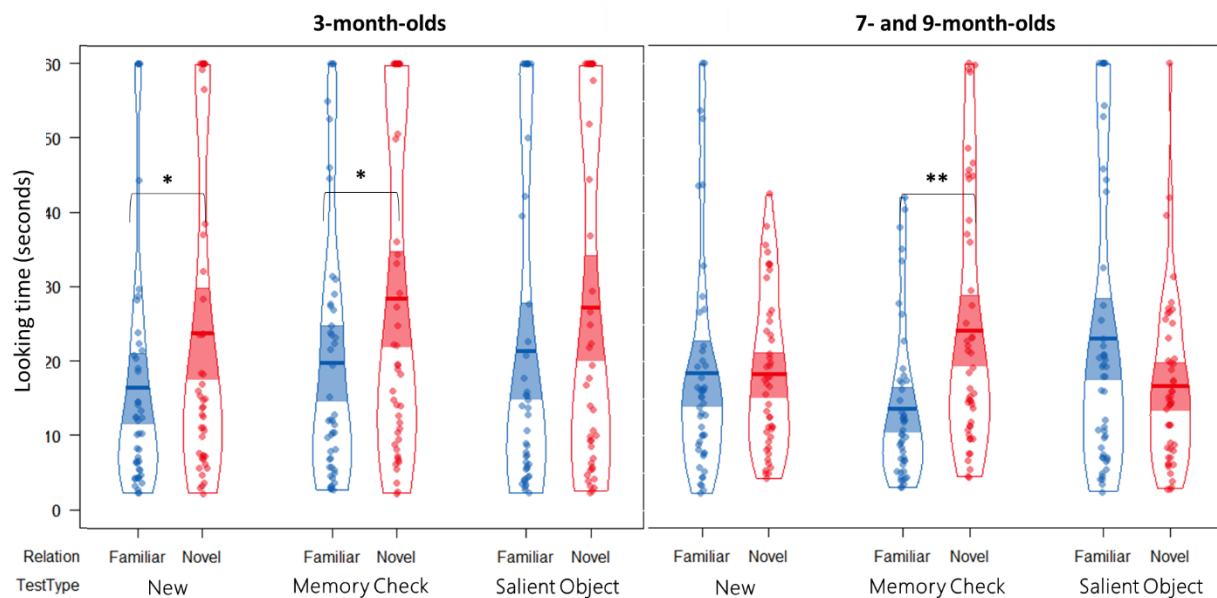 3-month-olds 7- and 9-month-olds
Looking time (seconds)
60
50
40
30
20
10
0
* * **
Relation Familiar Novel Familiar Novel Familiar Novel Familiar Novel Familiar Novel Familiar Novel
TestType New Memory Check Salient Object New Memory Check Salient Object